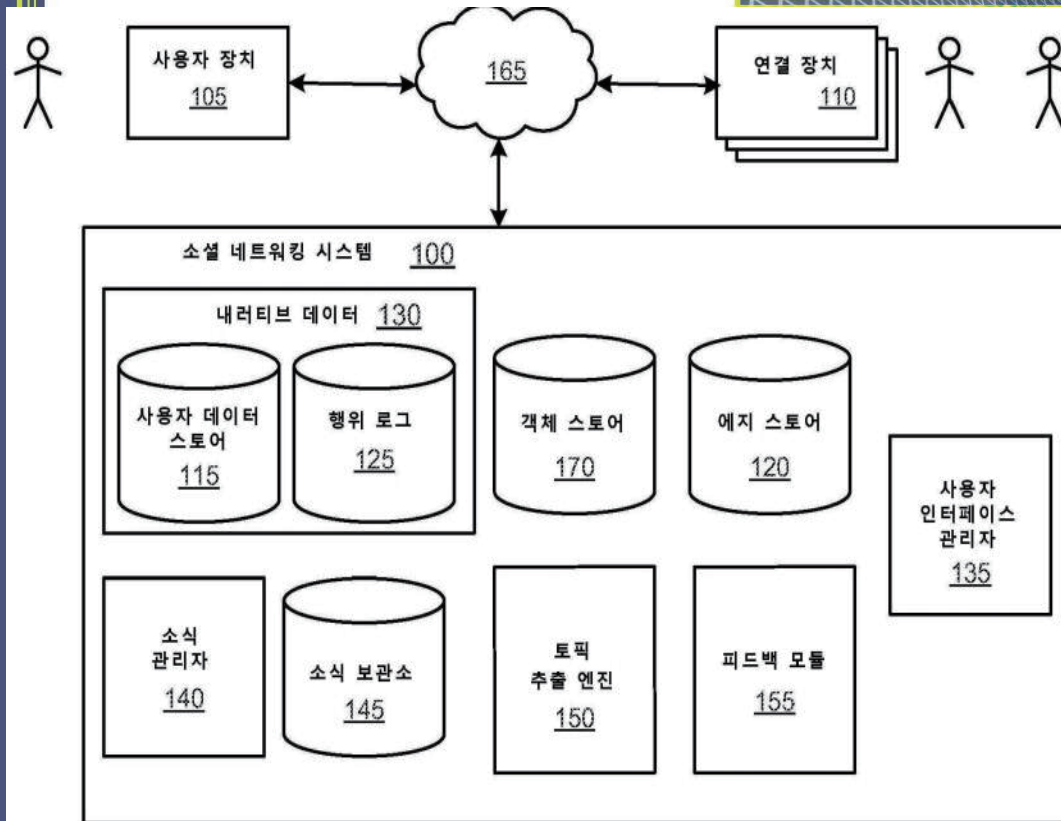 사용자 장치
105
165
연결 장치
110
소셜 네트워킹 시스템 100
내러티브 데이터 130
사용자 데이터
스토어
115
행위 로그
125
객체 스토어
170
에지 스토어
120
사용자
인터페이스
관리자
135
소식
관리자
140
소식 보관소
145
토픽
추출 엔진
150
피드백 모듈
155